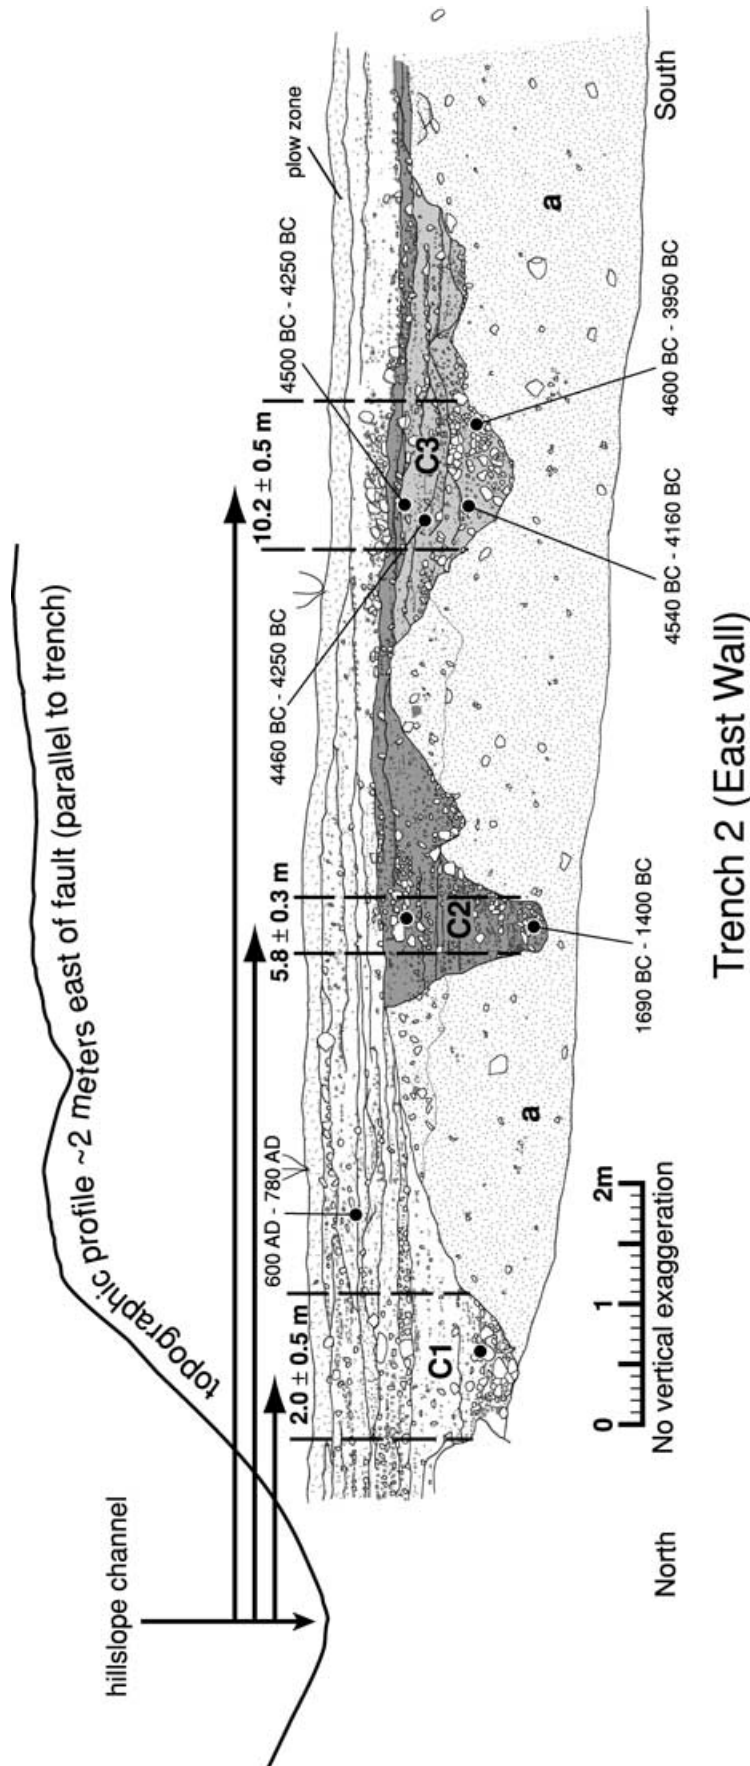 hillslope channel
topographic profile ~2 meters east of fault (parallel to trench)
10.2 ± 0.5 m
5.8 ± 0.3 m
2.0 ± 0.5 m
600 AD - 780 AD
4460 BC - 4250 BC
4500 BC - 4250 BC
plow zone
C1
C2
C3
a
a
1690 BC - 1400 BC
4540 BC - 4160 BC
4600 BC - 3950 BC
0 1 2m
No vertical exaggeration
North
South
Trench 2 (East Wall)